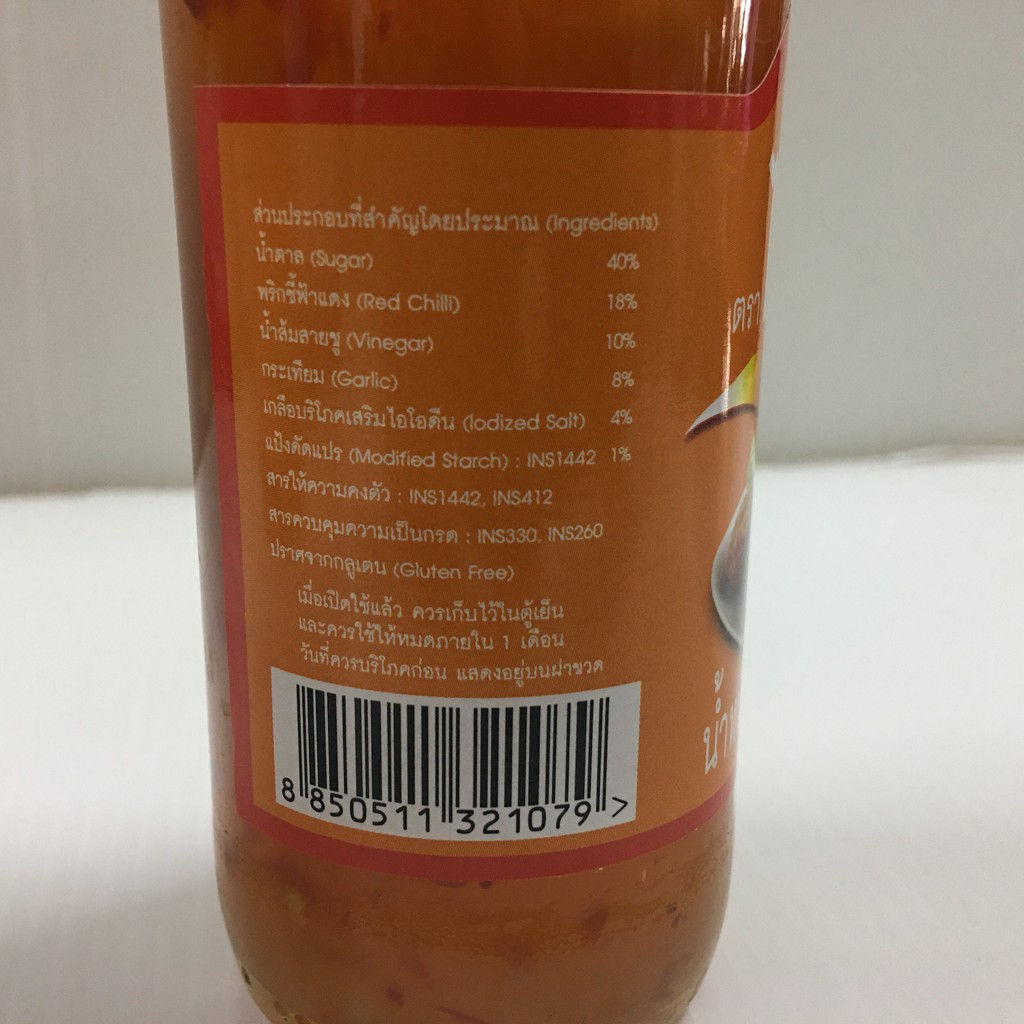 ส่วนประกอบที่สำคัญโดยประมาณ (Ingredients)
น้ำตาล (Sugar) 40%
พริกชี้ฟ้าแดง (Red Chilli) 18%
น้ำส้มสายชู (Vinegar) 10%
กระเทียม (Garlic) 8%
เกลือบริโภคเสริมไอโอดีน (Iodized Salt) 4%
แป้งดัดแปร (Modified Starch) : INS1442 1%
สารให้ความคงตัว : INS1442, INS412
สารควบคุมความเป็นกรด : INS330, INS260
ปราศจากกลูเตน (Gluten Free)
เมื่อเปิดใช้แล้ว ควรเก็บไว้ในตู้เย็น
และควรใช้ให้หมดภายใน 1 เดือน
วันที่ควรบริโภคก่อน แสดงอยู่บนฝาขวด
8 850511 321079 >
ตรา